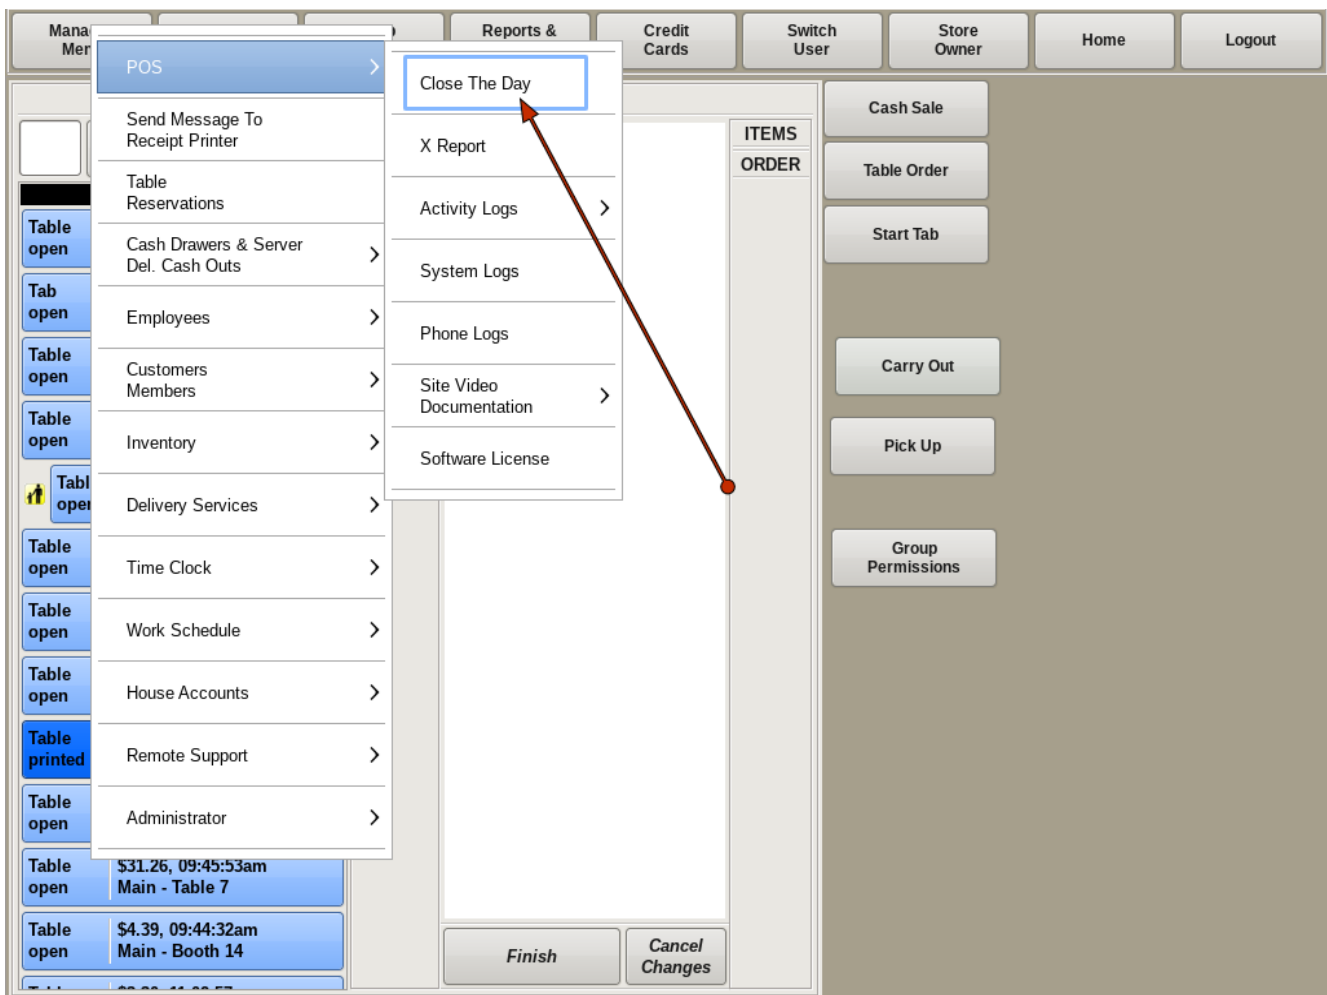 Reports &
Credit
Cards
Switch
User
Store
Owner
Home
Logout
POS
Send Message To
Receipt Printer
Table
Reservations
Cash Drawers & Server
Del. Cash Outs
Employees
Customers
Members
Inventory
Delivery Services
Time Clock
Work Schedule
House Accounts
Remote Support
Administrator
Close The Day
X Report
Activity Logs
System Logs
Phone Logs
Site Video
Documentation
Software License
ITEMS
ORDER
Cash Sale
Table Order
Start Tab
Carry Out
Pick Up
Group
Permissions
Table
open
Tab
open
Table
open
Table
open
Table
open
Table
open
Table
open
Table
printed
Table
open
Table $31.26, 09:45:53am
open Main - Table 7
Table $4.39, 09:44:32am
open Main - Booth 14
Finish
Cancel
Changes